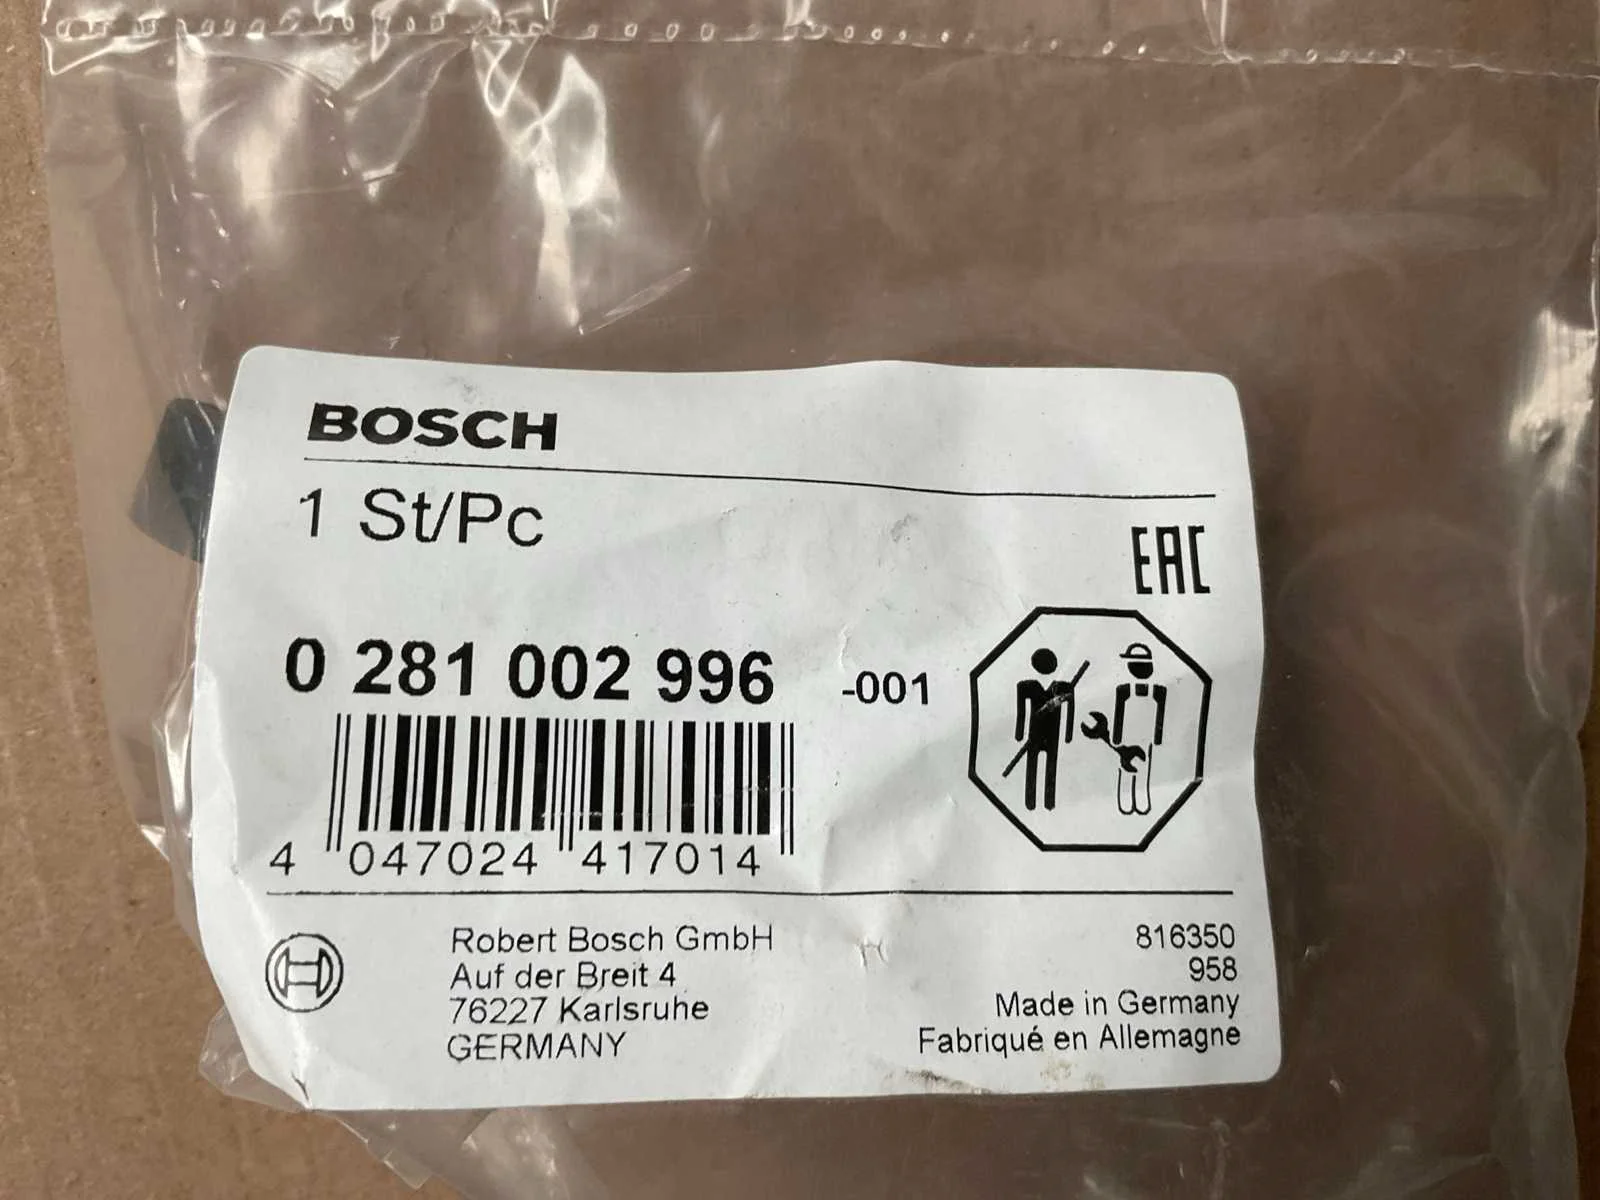 BOSCH
1 St/Pc
EAC
0 281 002 996 -001
4 047024 417014
Robert Bosch GmbH
Auf der Breit 4
76227 Karlsruhe
GERMANY
816350
958
Made in Germany
Fabriqué en Allemagne